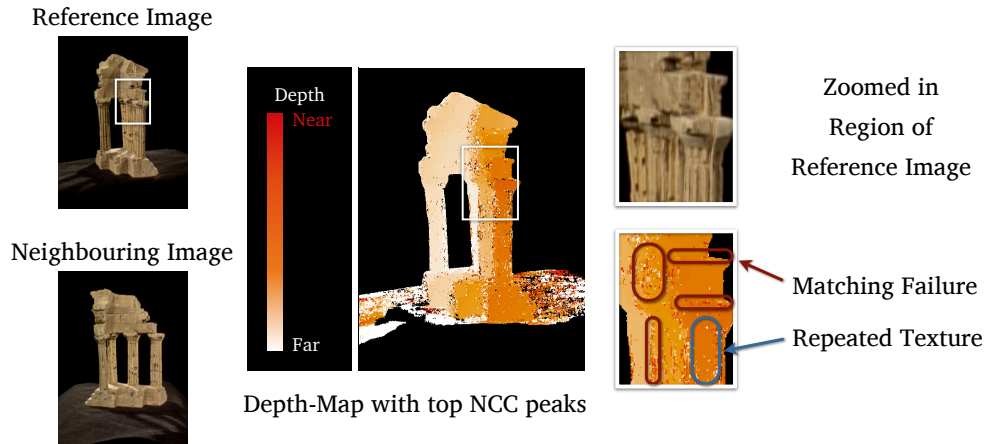 Reference Image
Neighbouring Image
Depth
Near
Far
Depth-Map with top NCC peaks
Zoomed in
Region of
Reference Image
Matching Failure
Repeated Texture